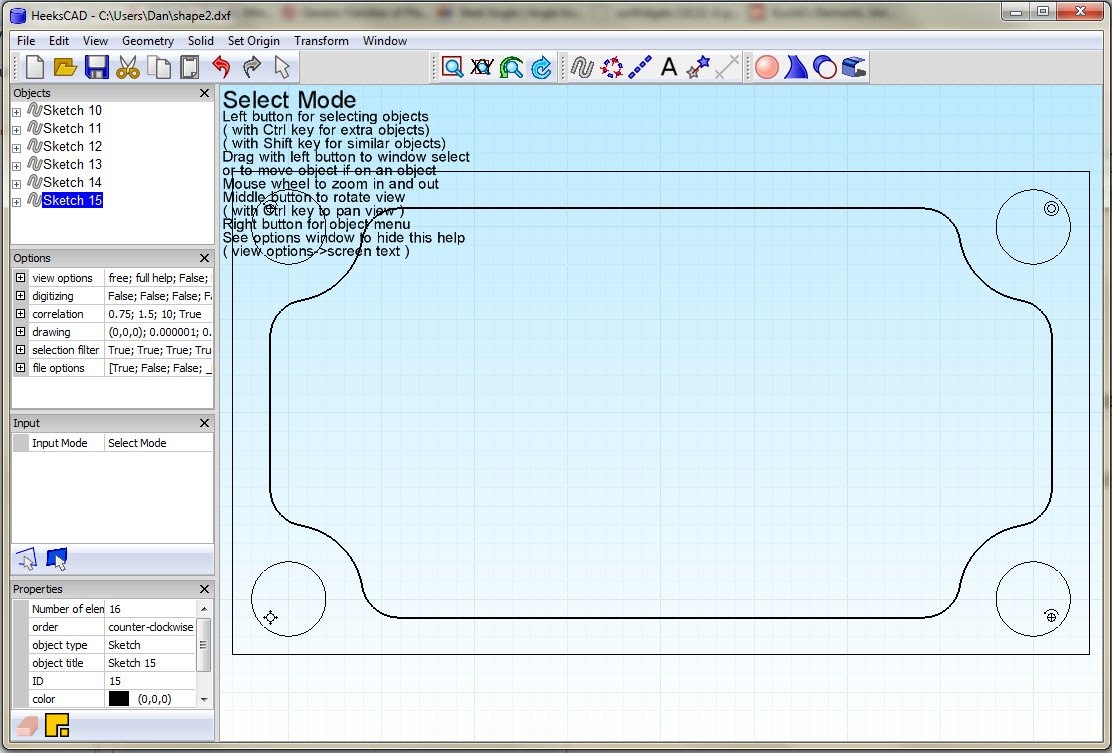 HeeksCAD - C:\Users\Dan\shape2.dxf
File Edit View Geometry Solid Set Origin Transform Window
Objects
Sketch 10
Sketch 11
Sketch 12
Sketch 13
Sketch 14
Sketch 15
Options
view options free; full help; False;
digitizing False; False; False; F
correlation 0.75; 1.5; 10; True
drawing (0,0,0); 0.000001; 0.
selection filter True; True; True; Tru
file options [True; False; False; _
Input
Input Mode Select Mode
Properties
Number of elen 16
order counter-clockwise
object type Sketch
object title Sketch 15
ID 15
color (0,0,0)
A
Select Mode
Left button for selecting objects
( with Ctrl key for extra objects)
( with Shift key for similar objects)
Drag with left button to window select
or to move object if on an object
Mouse wheel to zoom in and out
Middle button to rotate view
( with Ctrl key to pan view )
Right button for object menu
See options window to hide this help
( view options->screen text )